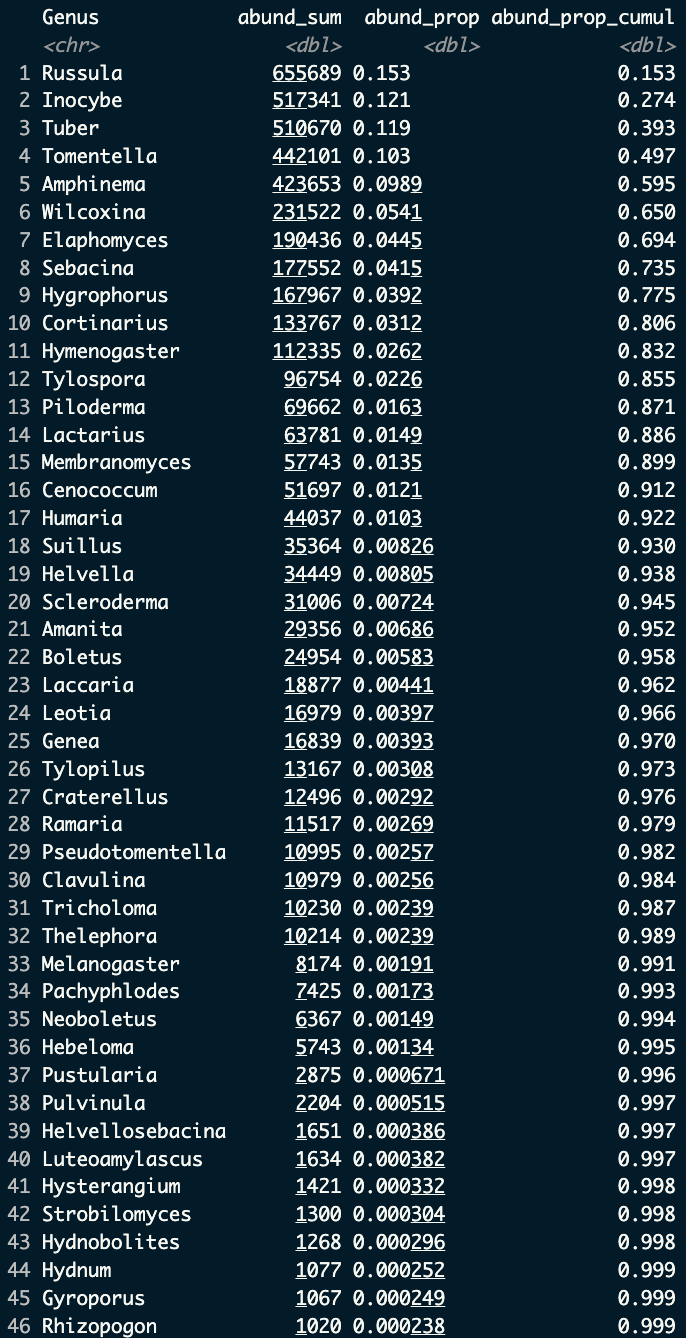 Genus abund_sum abund_prop abund_prop_cumul
<chr> <dbl> <dbl> <dbl>
1 Russula 655689 0.153 0.153
2 Inocybe 517341 0.121 0.274
3 Tuber 510670 0.119 0.393
4 Tomentella 442101 0.103 0.497
5 Amphinema 423653 0.0989 0.595
6 Wilcoxina 231522 0.0541 0.650
7 Elaphomyces 190436 0.0445 0.694
8 Sebacina 177552 0.0415 0.735
9 Hygrophorus 167967 0.0392 0.775
10 Cortinarius 133767 0.0312 0.806
11 Hymenogaster 112335 0.0262 0.832
12 Tylospora 96754 0.0226 0.855
13 Piloderma 69662 0.0163 0.871
14 Lactarius 63781 0.0149 0.886
15 Membranomyces 57743 0.0135 0.899
16 Cenococcum 51697 0.0121 0.912
17 Humaria 44037 0.0103 0.922
18 Suillus 35364 0.00826 0.930
19 Helvella 34449 0.00805 0.938
20 Scleroderma 31006 0.00724 0.945
21 Amanita 29356 0.00686 0.952
22 Boletus 24954 0.00583 0.958
23 Laccaria 18877 0.00441 0.962
24 Leotia 16979 0.00397 0.966
25 Genea 16839 0.00393 0.970
26 Tylopilus 13167 0.00308 0.973
27 Craterellus 12496 0.00292 0.976
28 Ramaria 11517 0.00269 0.979
29 Pseudotomentella 10995 0.00257 0.982
30 Clavulina 10979 0.00256 0.984
31 Tricholoma 10230 0.00239 0.987
32 Thelephora 10214 0.00239 0.989
33 Melanogaster 8174 0.00191 0.991
34 Pachyphlodes 7425 0.00173 0.993
35 Neoboletus 6367 0.00149 0.994
36 Hebeloma 5743 0.00134 0.995
37 Pustularia 2875 0.000671 0.996
38 Pulvinula 2204 0.000515 0.997
39 Helvellosebacina 1651 0.000386 0.997
40 Luteoamylascus 1634 0.000382 0.997
41 Hysterangium 1421 0.000332 0.998
42 Strobilomyces 1300 0.000304 0.998
43 Hydnobolites 1268 0.000296 0.998
44 Hydnum 1077 0.000252 0.999
45 Gyroporus 1067 0.000249 0.999
46 Rhizopogon 1020 0.000238 0.999